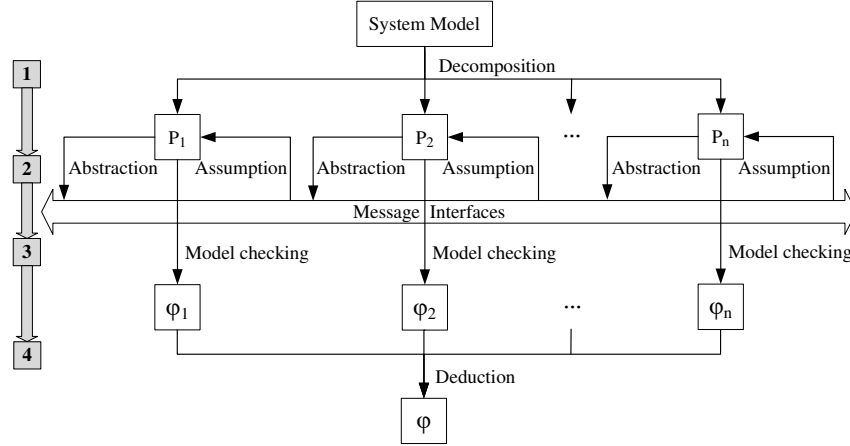 System Model
1
Decomposition
P1
P2
...
Pn
Abstraction
Assumption
Abstraction
Assumption
Abstraction
Assumption
2
Message Interfaces
3
Model checking
Model checking
Model checking
φ1
φ2
...
φn
4
Deduction
φ